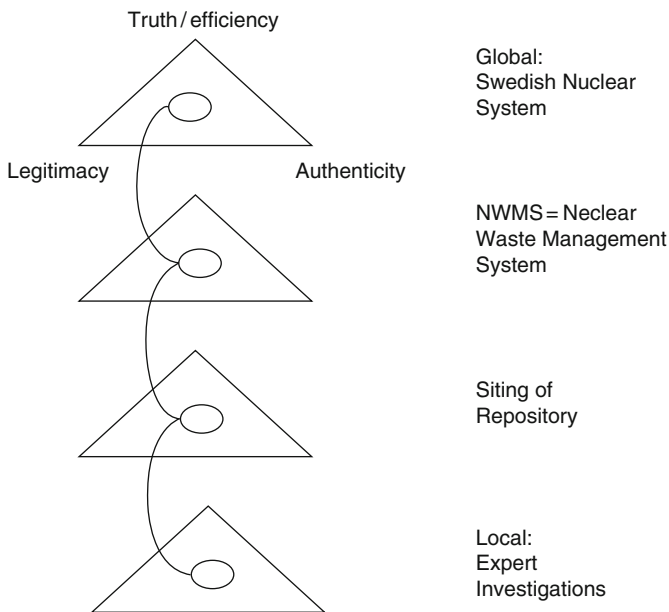 Truth / efficiency
Global:
Swedish Nuclear
System
Legitimacy
Authenticity
NWMS = Neclear
Waste Management
System
Siting of
Repository
Local:
Expert
Investigations